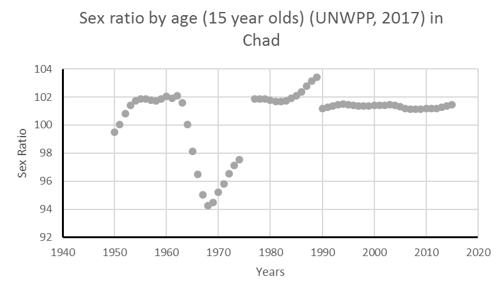 Sex ratio by age (15 year olds) (UNWPP, 2017) in
Chad
104
102
100
98
96
94
92
Sex Ratio
1940 1950 1960 1970 1980 1990 2000 2010 2020
Years